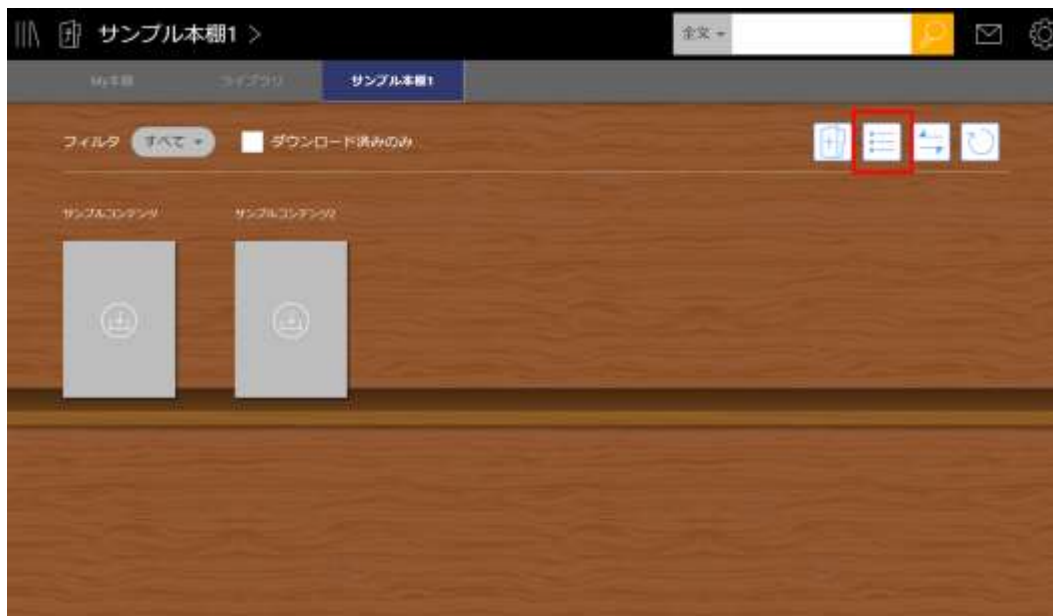 サンプル本棚1 >
全文
My本棚 ライブラリ サンプル本棚1
フィルタ すべて ダウンロード済みのみ
サンプルコンテンツ サンプルコンテンツ2